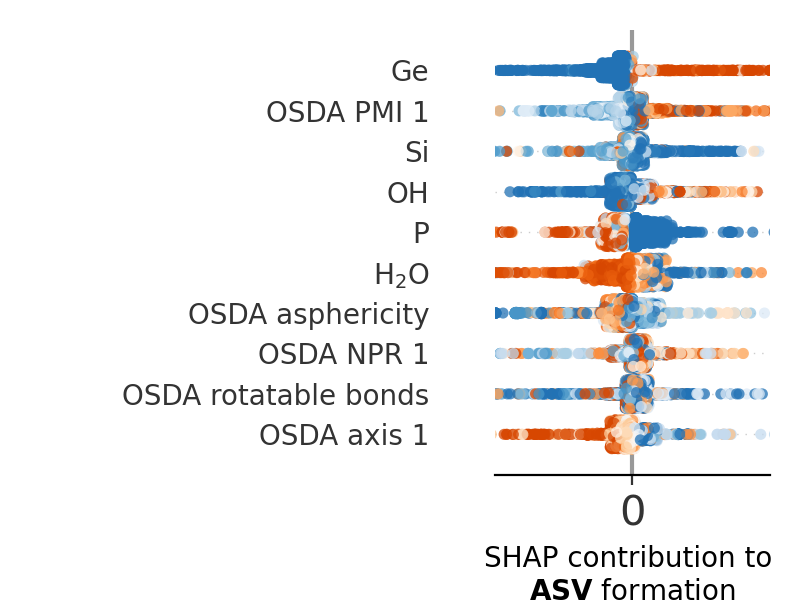 Ge
OSDA PMI 1
Si
OH
P
H₂O
OSDA asphericity
OSDA NPR 1
OSDA rotatable bonds
OSDA axis 1
0
SHAP contribution to
ASV formation